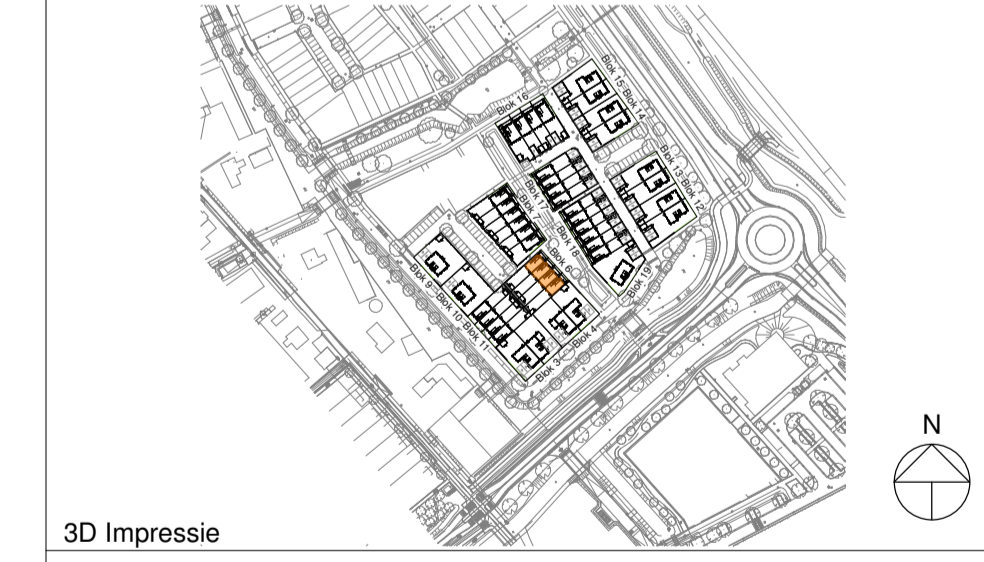 Blok 15
Blok 14
Blok 16
Blok 13
Blok 12
Blok 17
Blok 7
Blok 18
Blok 6
Blok 19
Blok 9
Blok 10
Blok 11
Blok 4
Blok 3
N
3D Impressie